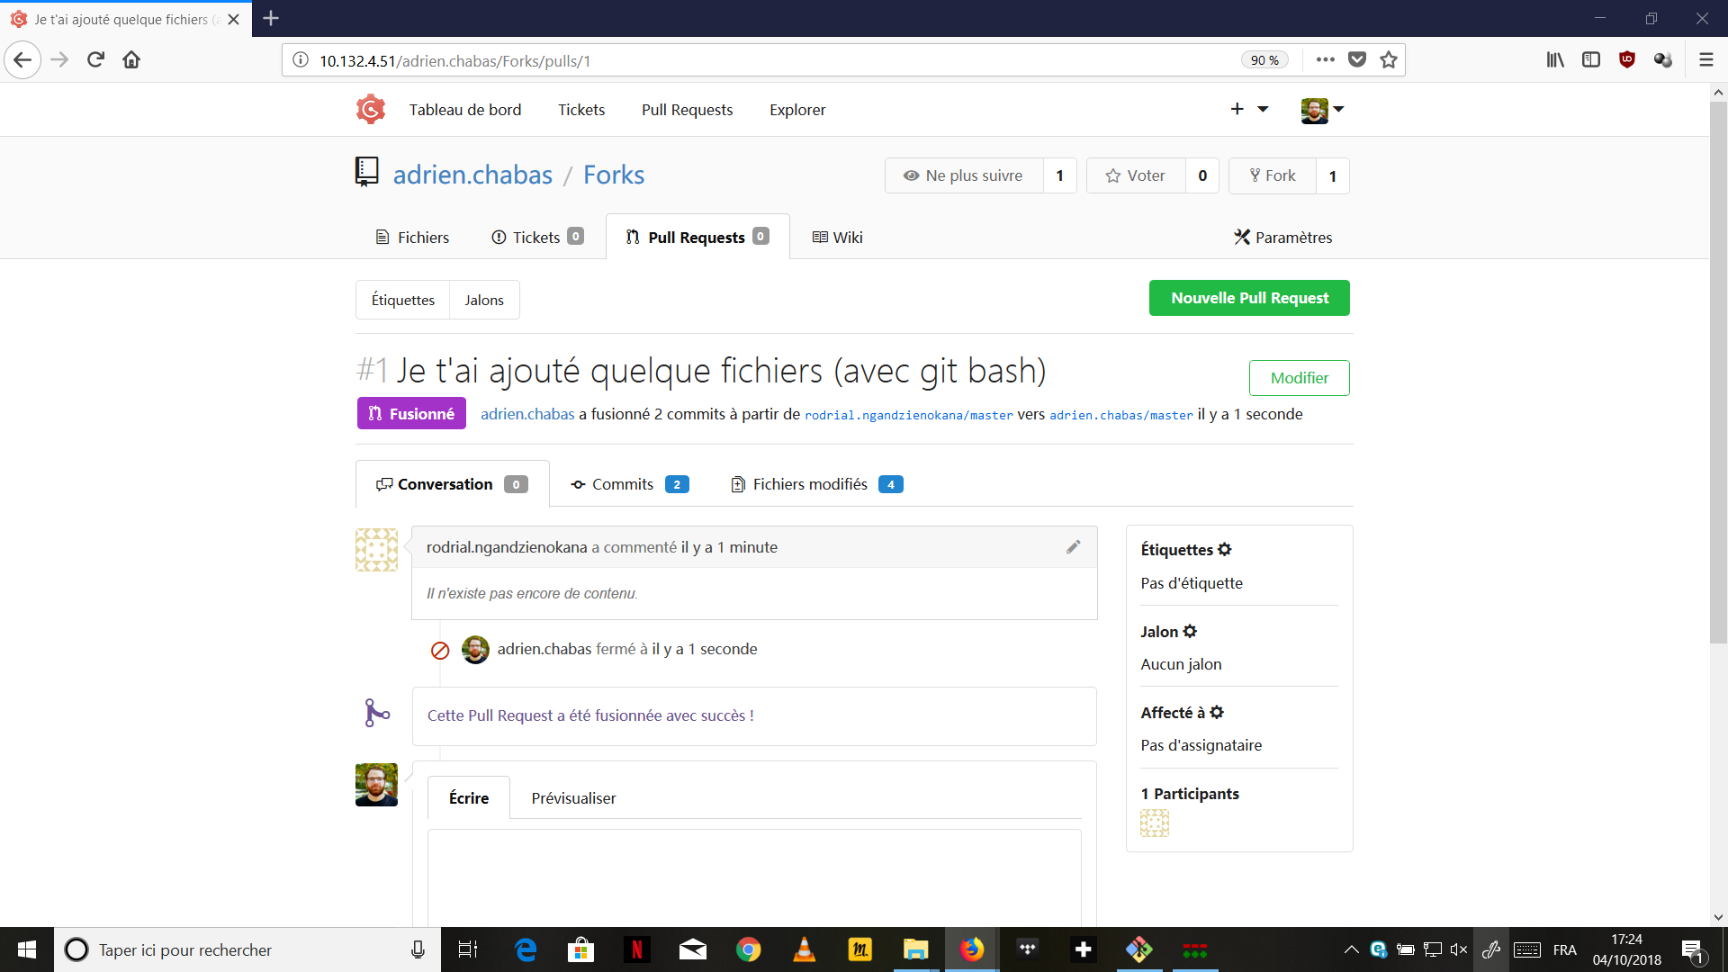 Je t'ai ajouté quelque fichiers (a
10.132.4.51/adrien.chabas/Forks/pulls/1
90 %
Tableau de bord
Tickets
Pull Requests
Explorer
adrien.chabas / Forks
Ne plus suivre 1
Voter 0
Fork 1
Fichiers
Tickets 0
Pull Requests 0
Wiki
Paramètres
Étiquettes
Jalons
Nouvelle Pull Request
#1 Je t'ai ajouté quelque fichiers (avec git bash)
Modifier
Fusionné
adrien.chabas a fusionné 2 commits à partir de rodrial.ngandzienokana/master vers adrien.chabas/master il y a 1 seconde
Conversation 0
Commits 2
Fichiers modifiés 4
rodrial.ngandzienokana a commenté il y a 1 minute
Il n'existe pas encore de contenu.
adrien.chabas fermé à il y a 1 seconde
Cette Pull Request a été fusionnée avec succès !
Écrire
Prévisualiser
Étiquettes
Pas d'étiquette
Jalon
Aucun jalon
Affecté à
Pas d'assignataire
1 Participants
Taper ici pour rechercher
FRA
17:24
04/10/2018
1